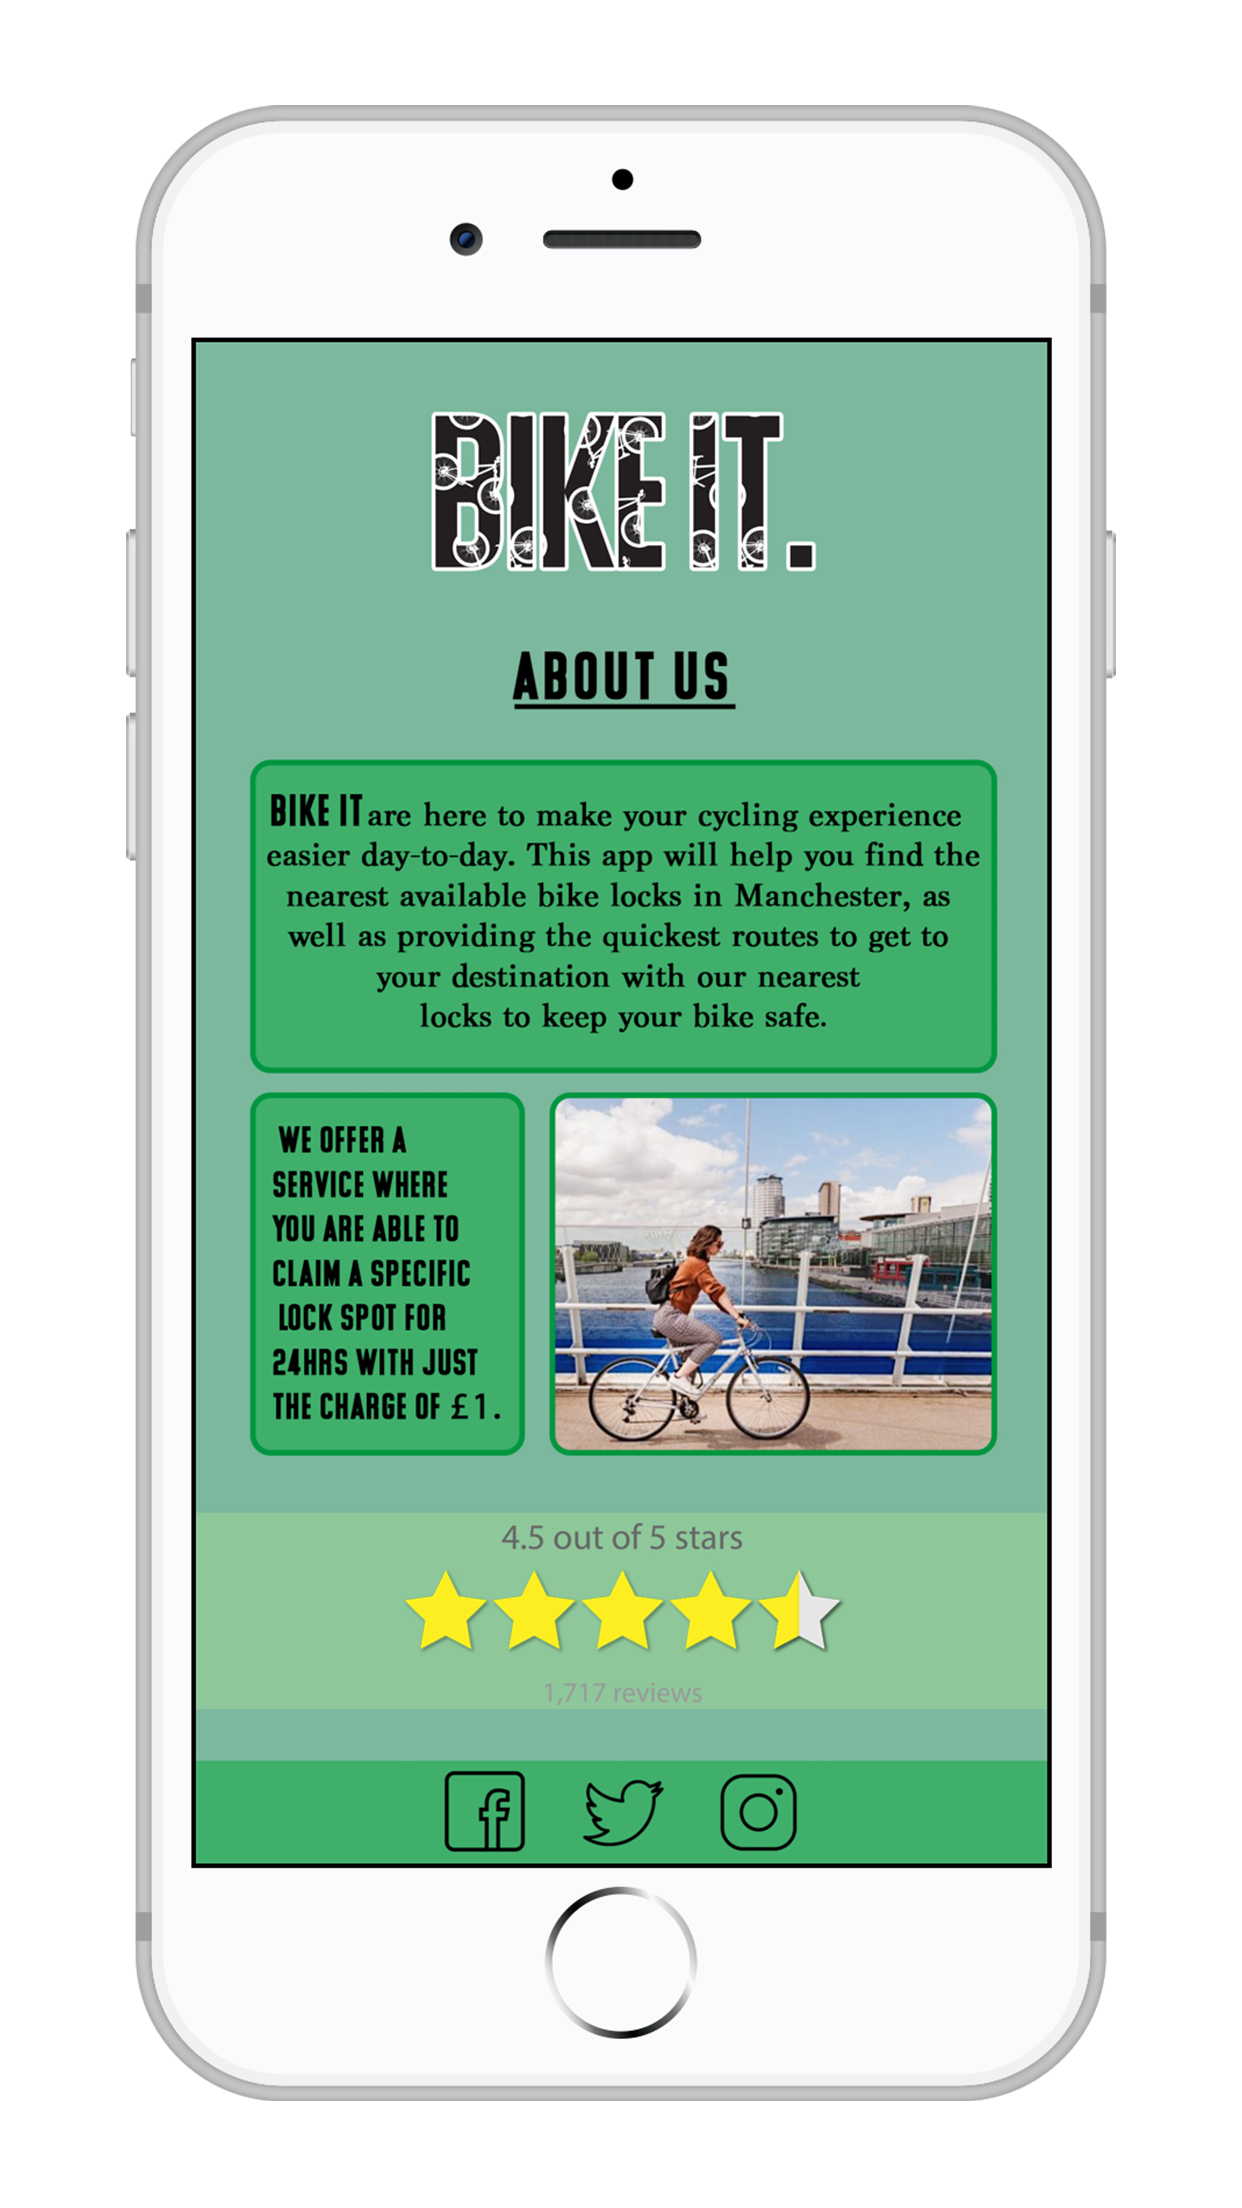 BIKE IT.
ABOUT US
BIKE IT are here to make your cycling experience
easier day-to-day. This app will help you find the
nearest available bike locks in Manchester, as
well as providing the quickest routes to get to
your destination with our nearest
locks to keep your bike safe.
WE OFFER A
SERVICE WHERE
YOU ARE ABLE TO
CLAIM A SPECIFIC
LOCK SPOT FOR
24HRS WITH JUST
THE CHARGE OF £1.
4.5 out of 5 stars
1,717 reviews